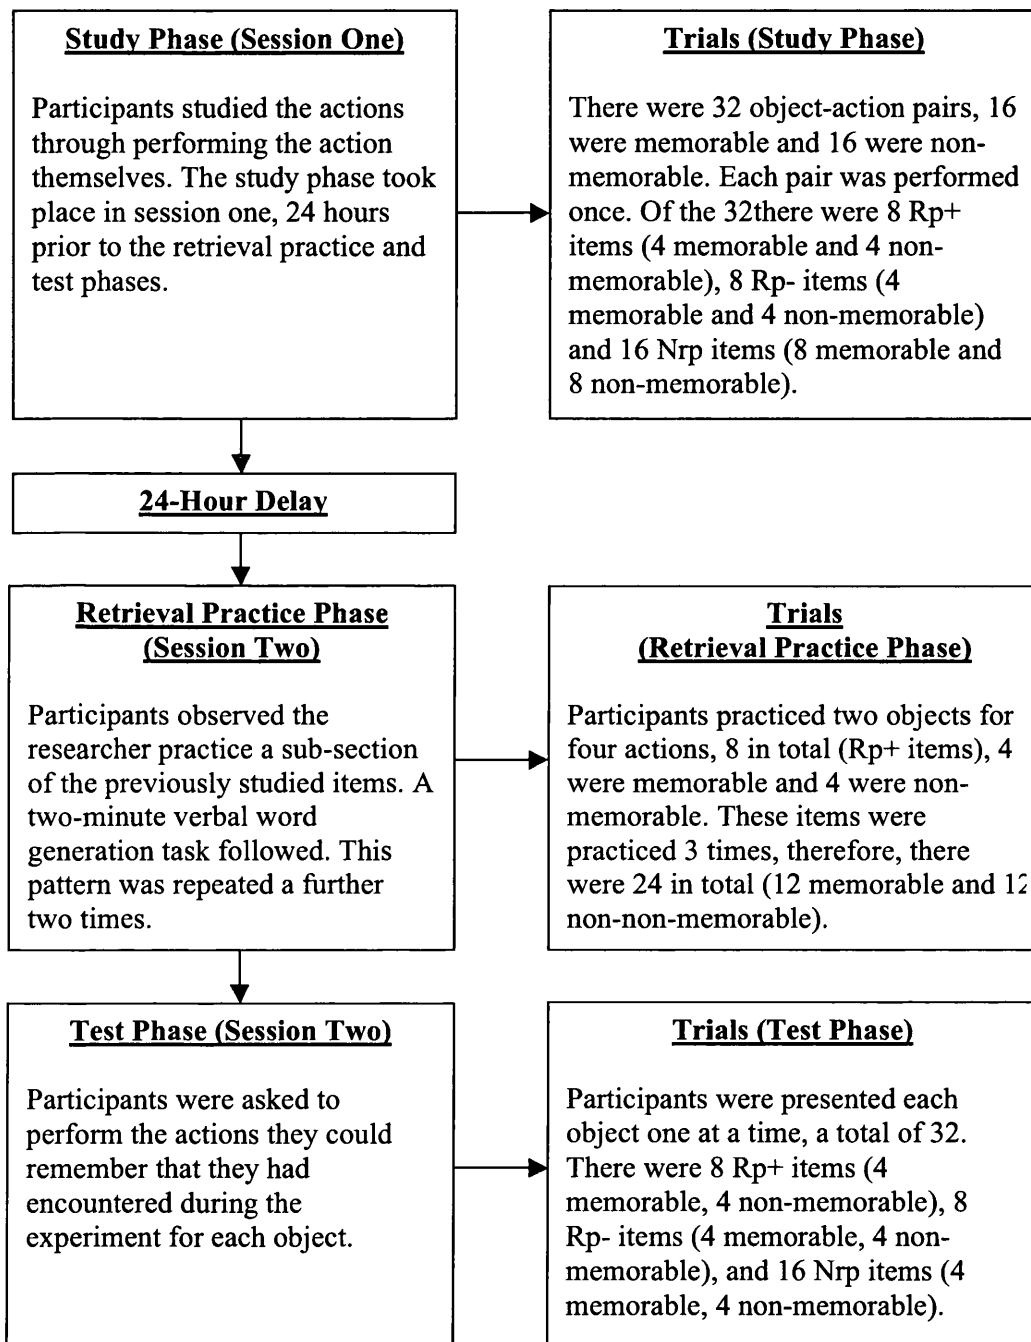 Study Phase (Session One)
Participants studied the actions
through performing the action
themselves. The study phase took
place in session one, 24 hours
prior to the retrieval practice and
test phases.
Trials (Study Phase)
There were 32 object-action pairs, 16
were memorable and 16 were non-
memorable. Each pair was performed
once. Of the 32there were 8 Rp+
items (4 memorable and 4 non-
memorable), 8 Rp- items (4
memorable and 4 non-memorable)
and 16 Nrp items (8 memorable and
8 non-memorable).
24-Hour Delay
Retrieval Practice Phase
(Session Two)
Participants observed the
researcher practice a sub-section
of the previously studied items. A
two-minute verbal word
generation task followed. This
pattern was repeated a further
two times.
Trials
(Retrieval Practice Phase)
Participants practiced two objects for
four actions, 8 in total (Rp+ items), 4
were memorable and 4 were non-
memorable. These items were
practiced 3 times, therefore, there
were 24 in total (12 memorable and 12
non-non-memorable).
Test Phase (Session Two)
Participants were asked to
perform the actions they could
remember that they had
encountered during the
experiment for each object.
Trials (Test Phase)
Participants were presented each
object one at a time, a total of 32.
There were 8 Rp+ items (4
memorable, 4 non-memorable), 8
Rp- items (4 memorable, 4 non-
memorable), and 16 Nrp items (4
memorable, 4 non-memorable).